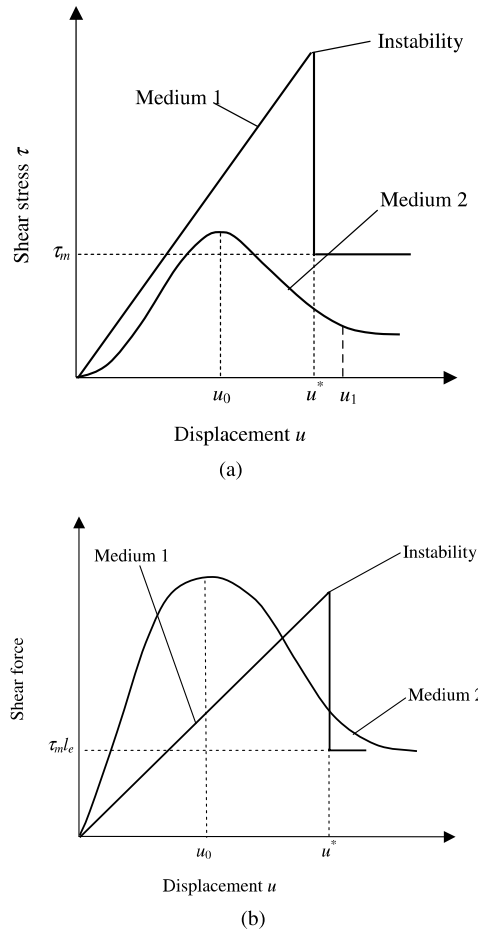 Instability
Medium 1
Shear stress τ
Medium 2
τm
u0
u*
u1
Displacement u
(a)
Medium 1
Instability
Shear force
Medium 2
τmle
u0
u*
Displacement u
(b)